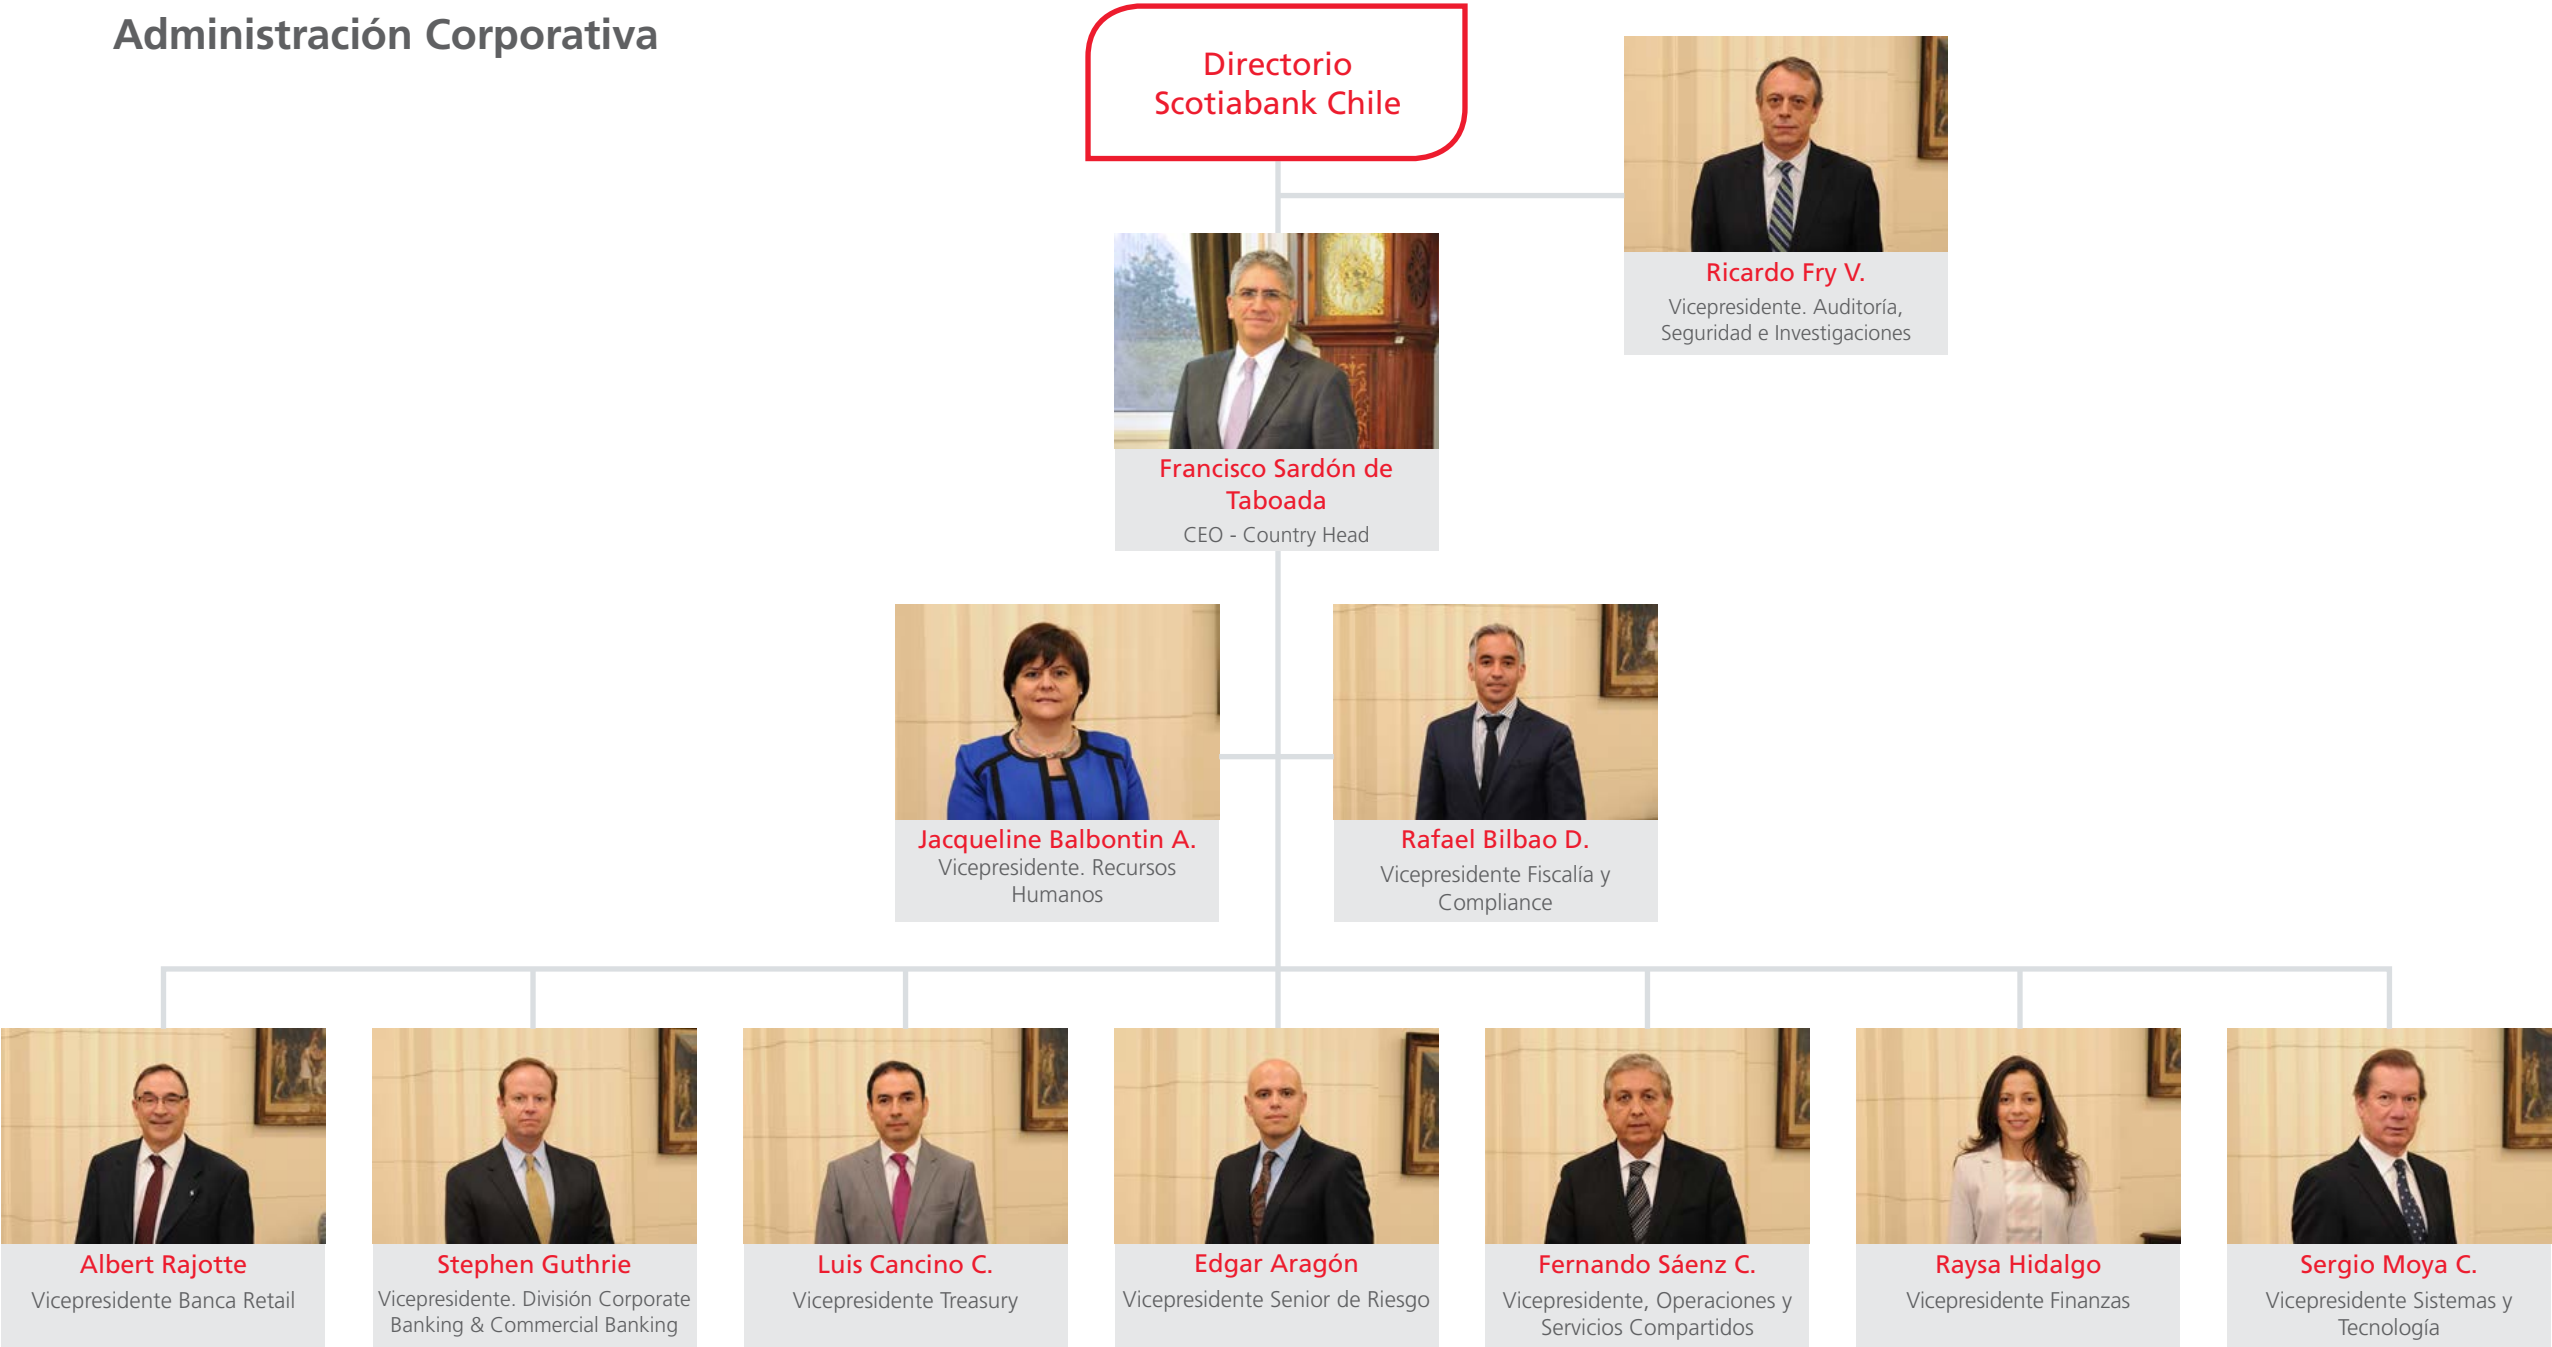 Administración Corporativa
Directorio
Scotiabank Chile
Ricardo Fry V.
Vicepresidente. Auditoría,
Seguridad e Investigaciones
Francisco Sardón de
Taboada
CEO - Country Head
Jacqueline Balbontin A.
Vicepresidente. Recursos
Humanos
Rafael Bilbao D.
Vicepresidente Fiscalía y
Compliance
Albert Rajotte
Vicepresidente Banca Retail
Stephen Guthrie
Vicepresidente. División Corporate
Banking & Commercial Banking
Luis Cancino C.
Vicepresidente Treasury
Edgar Aragón
Vicepresidente Senior de Riesgo
Fernando Sáenz C.
Vicepresidente, Operaciones y
Servicios Compartidos
Raysa Hidalgo
Vicepresidente Finanzas
Sergio Moya C.
Vicepresidente Sistemas y
Tecnología